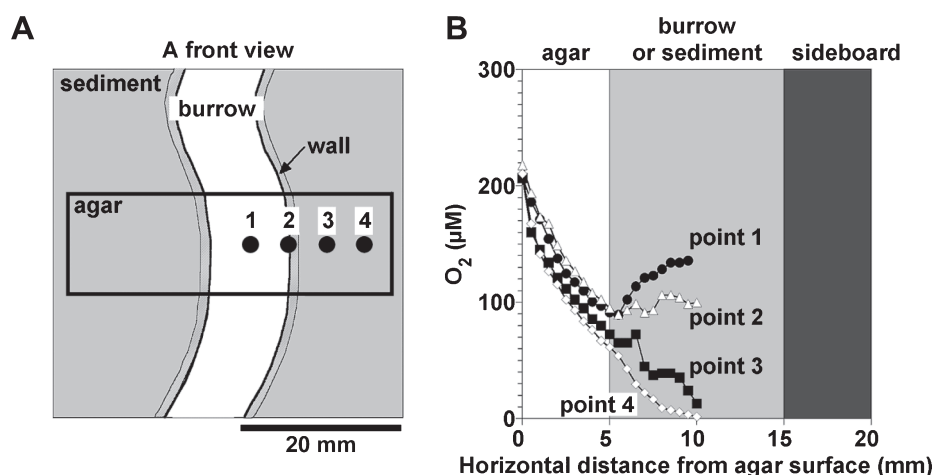 A
A front view
sediment
burrow
wall
agar
1 2 3 4
20 mm
B
burrow
agar or sediment sideboard
300
200
100
0
O₂ (µM)
point 1
point 2
point 3
point 4
0 5 10 15 20
Horizontal distance from agar surface (mm)